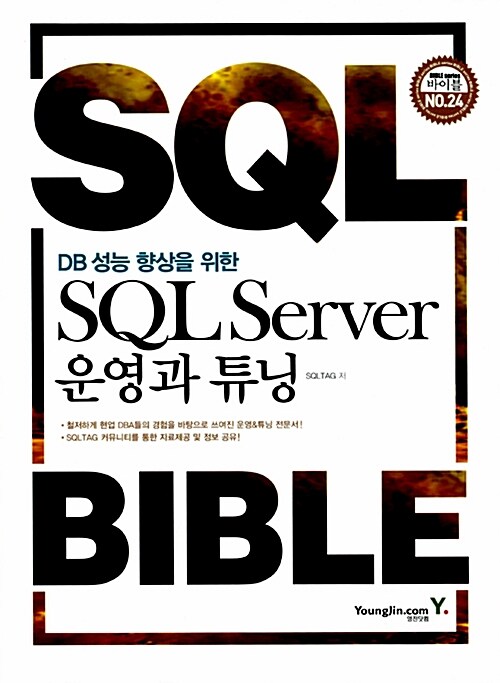 SQL
BIBLE series
바이블
NO.24
DB 성능 향상을 위한
SQL Server
운영과 튜닝
SQLTAG 저
• 철저하게 현업 DBA들의 경험을 바탕으로 쓰여진 운영&튜닝 전문서!
• SQLTAG 커뮤니티를 통한 자료제공 및 정보 공유!
BIBLE
YoungJin.com Y.
영진닷컴